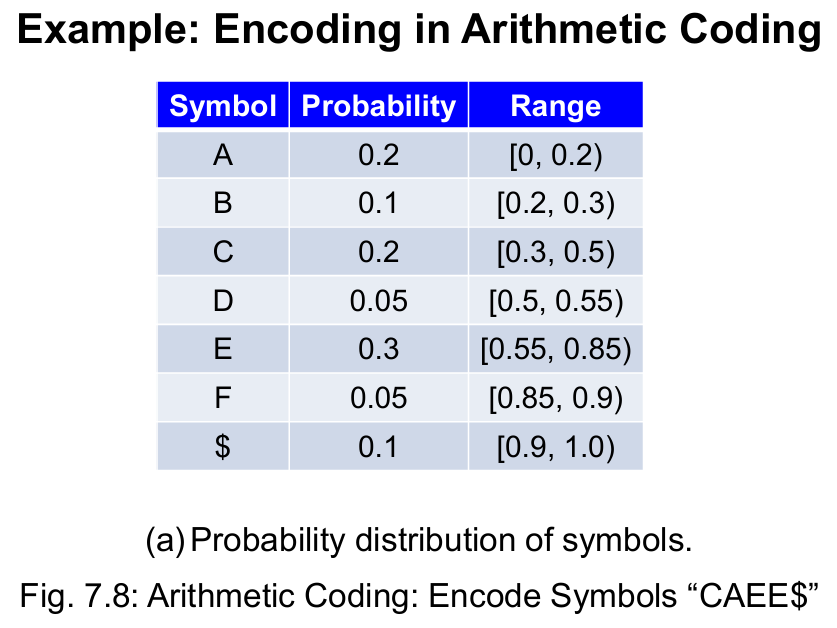 Example: Encoding in Arithmetic Coding
Symbol Probability Range
A 0.2 [0, 0.2)
B 0.1 [0.2, 0.3)
C 0.2 [0.3, 0.5)
D 0.05 [0.5, 0.55)
E 0.3 [0.55, 0.85)
F 0.05 [0.85, 0.9)
$ 0.1 [0.9, 1.0)
(a) Probability distribution of symbols.
Fig. 7.8: Arithmetic Coding: Encode Symbols “CAEE$”